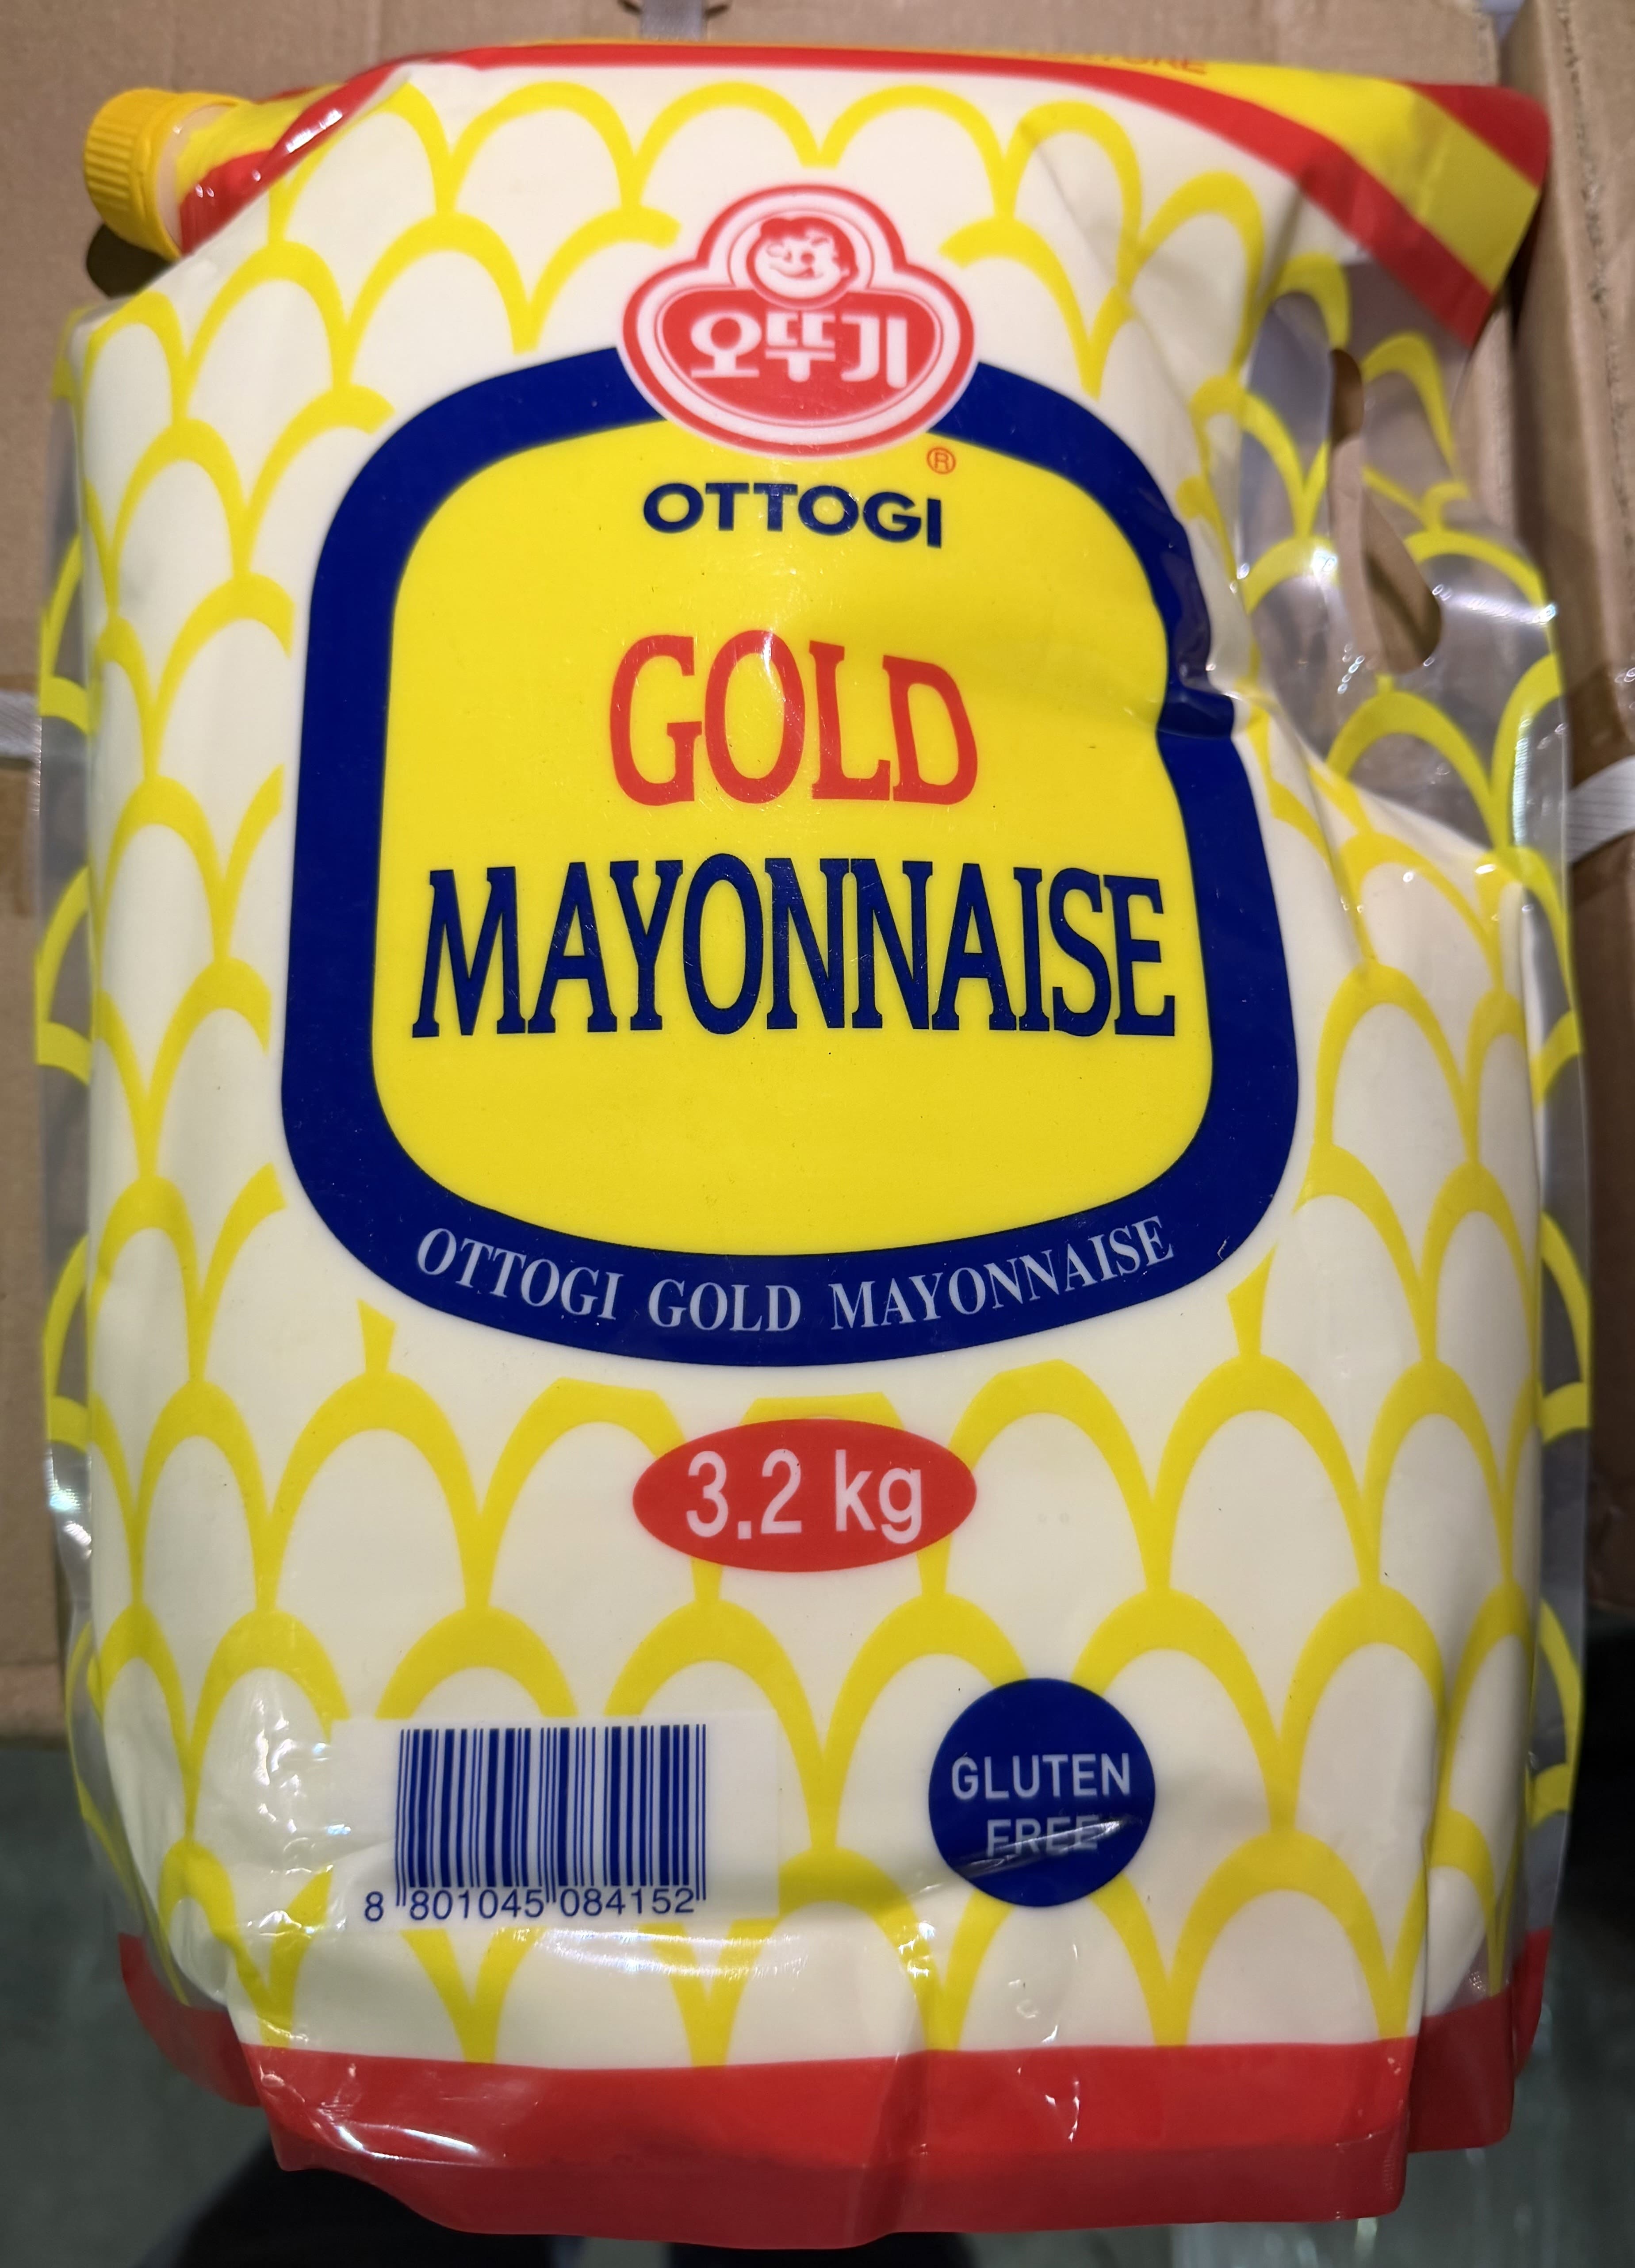 오뚜기
®
OTTOGI
GOLD
MAYONNAISE
OTTOGI GOLD MAYONNAISE
3.2 kg
GLUTEN
FREE
8 801045 084152